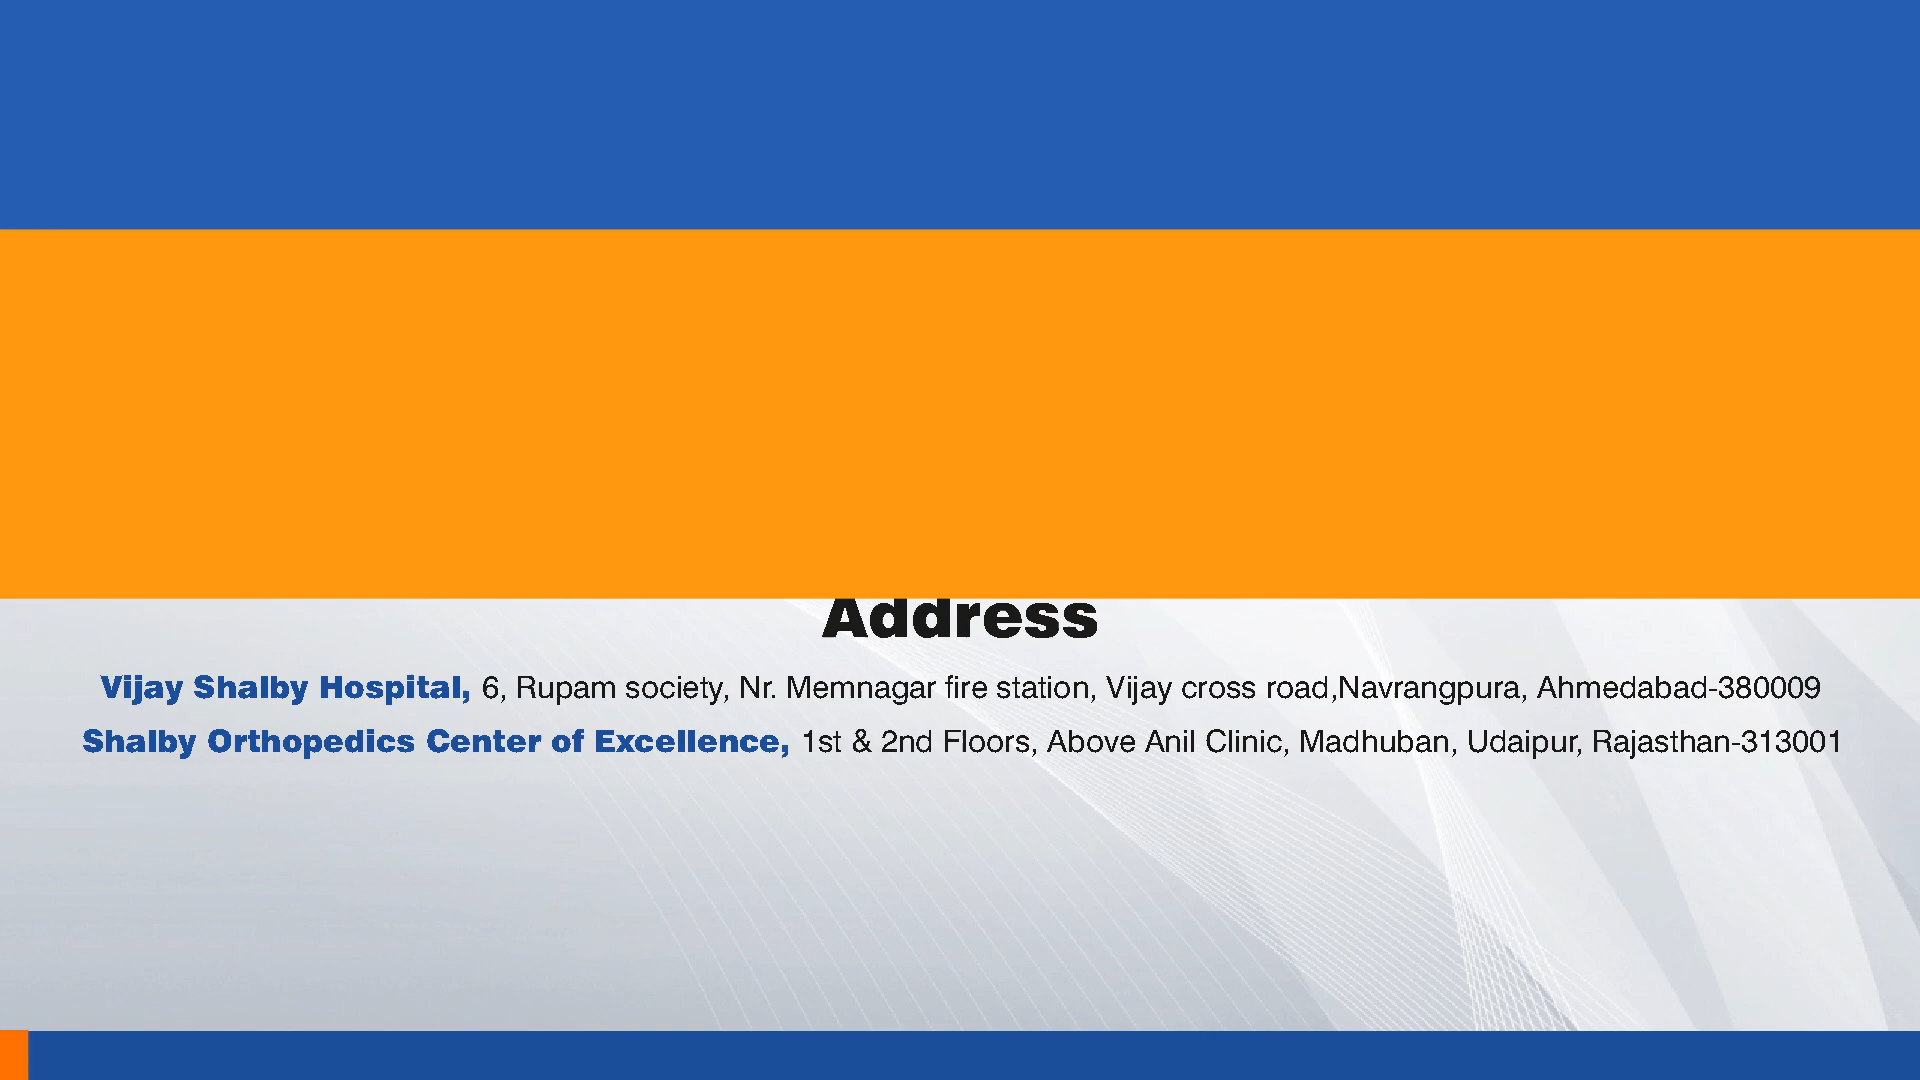 Address
Vijay Shalby Hospital, 6, Rupam society, Nr. Memnagar fire station, Vijay cross road,Navrangpura, Ahmedabad-380009
Shalby Orthopedics Center of Excellence, 1st & 2nd Floors, Above Anil Clinic, Madhuban, Udaipur, Rajasthan-313001